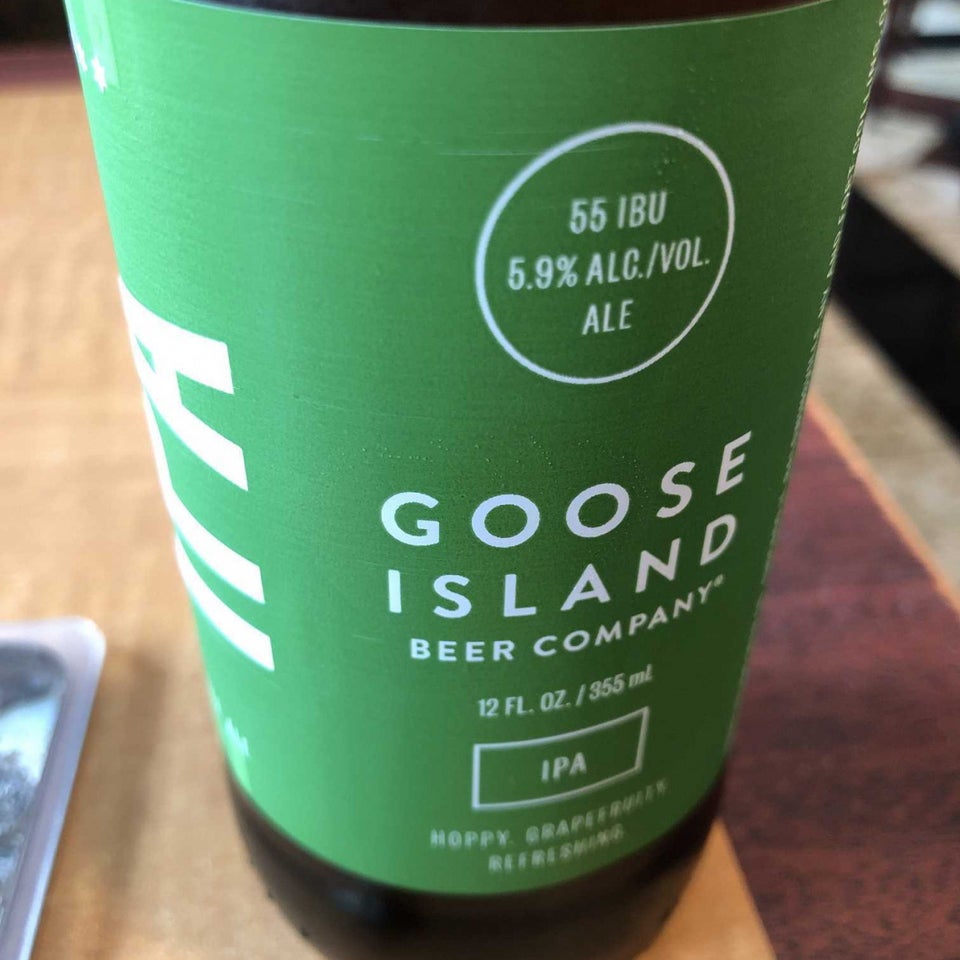 55 IBU
5.9% ALC./VOL.
ALE
GOOSE
ISLAND
BEER COMPANY®
12 FL. OZ. / 355 mL
IPA
HOPPY. GRAPEFRUITY.
REFRESHING.